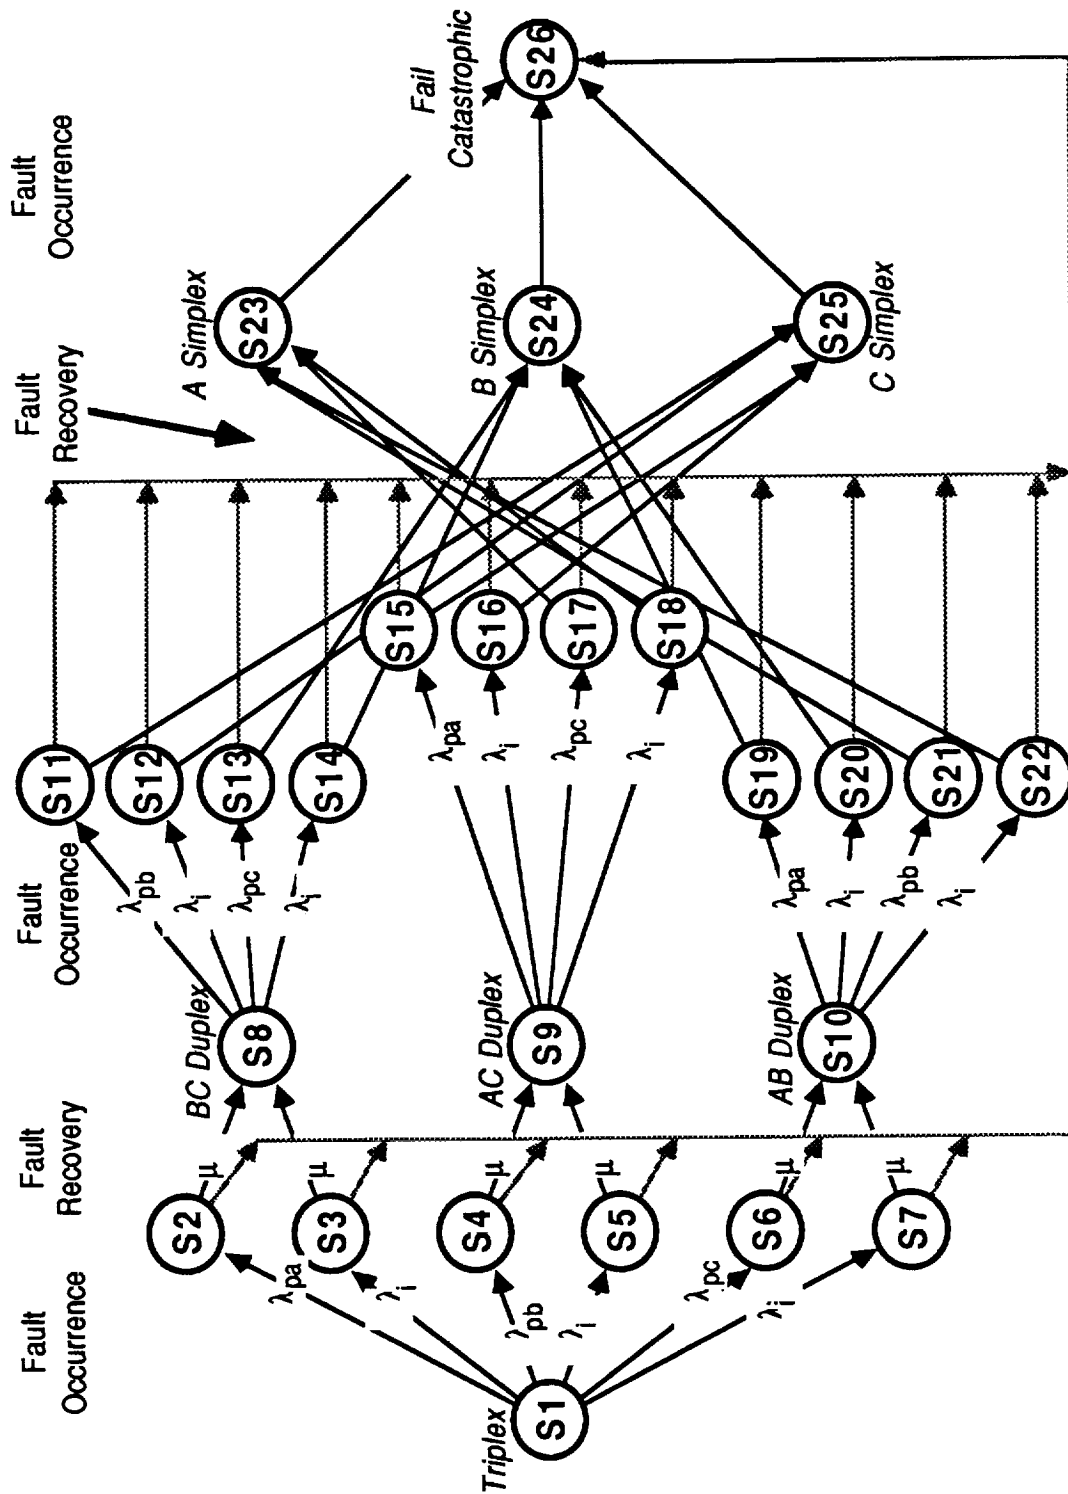 Fault
Occurrence
Fault
Recovery
Fault
Occurrence
Fault
Recovery
Fault
Occurrence
Triplex
S1
λpa
λi
λpb
λi
λpc
λi
S2
S3
S4
S5
S6
S7
μ
μ
μ
μ
μ
μ
BC Duplex
S8
AC Duplex
S9
AB Duplex
S10
λpb
λi
λpc
λi
λpa
λi
λpc
λi
λpa
λi
λpb
λi
S11
S12
S13
S14
S15
S16
S17
S18
S19
S20
S21
S22
A Simplex
S23
B Simplex
S24
C Simplex
S25
Fail
Catastrophic
S26